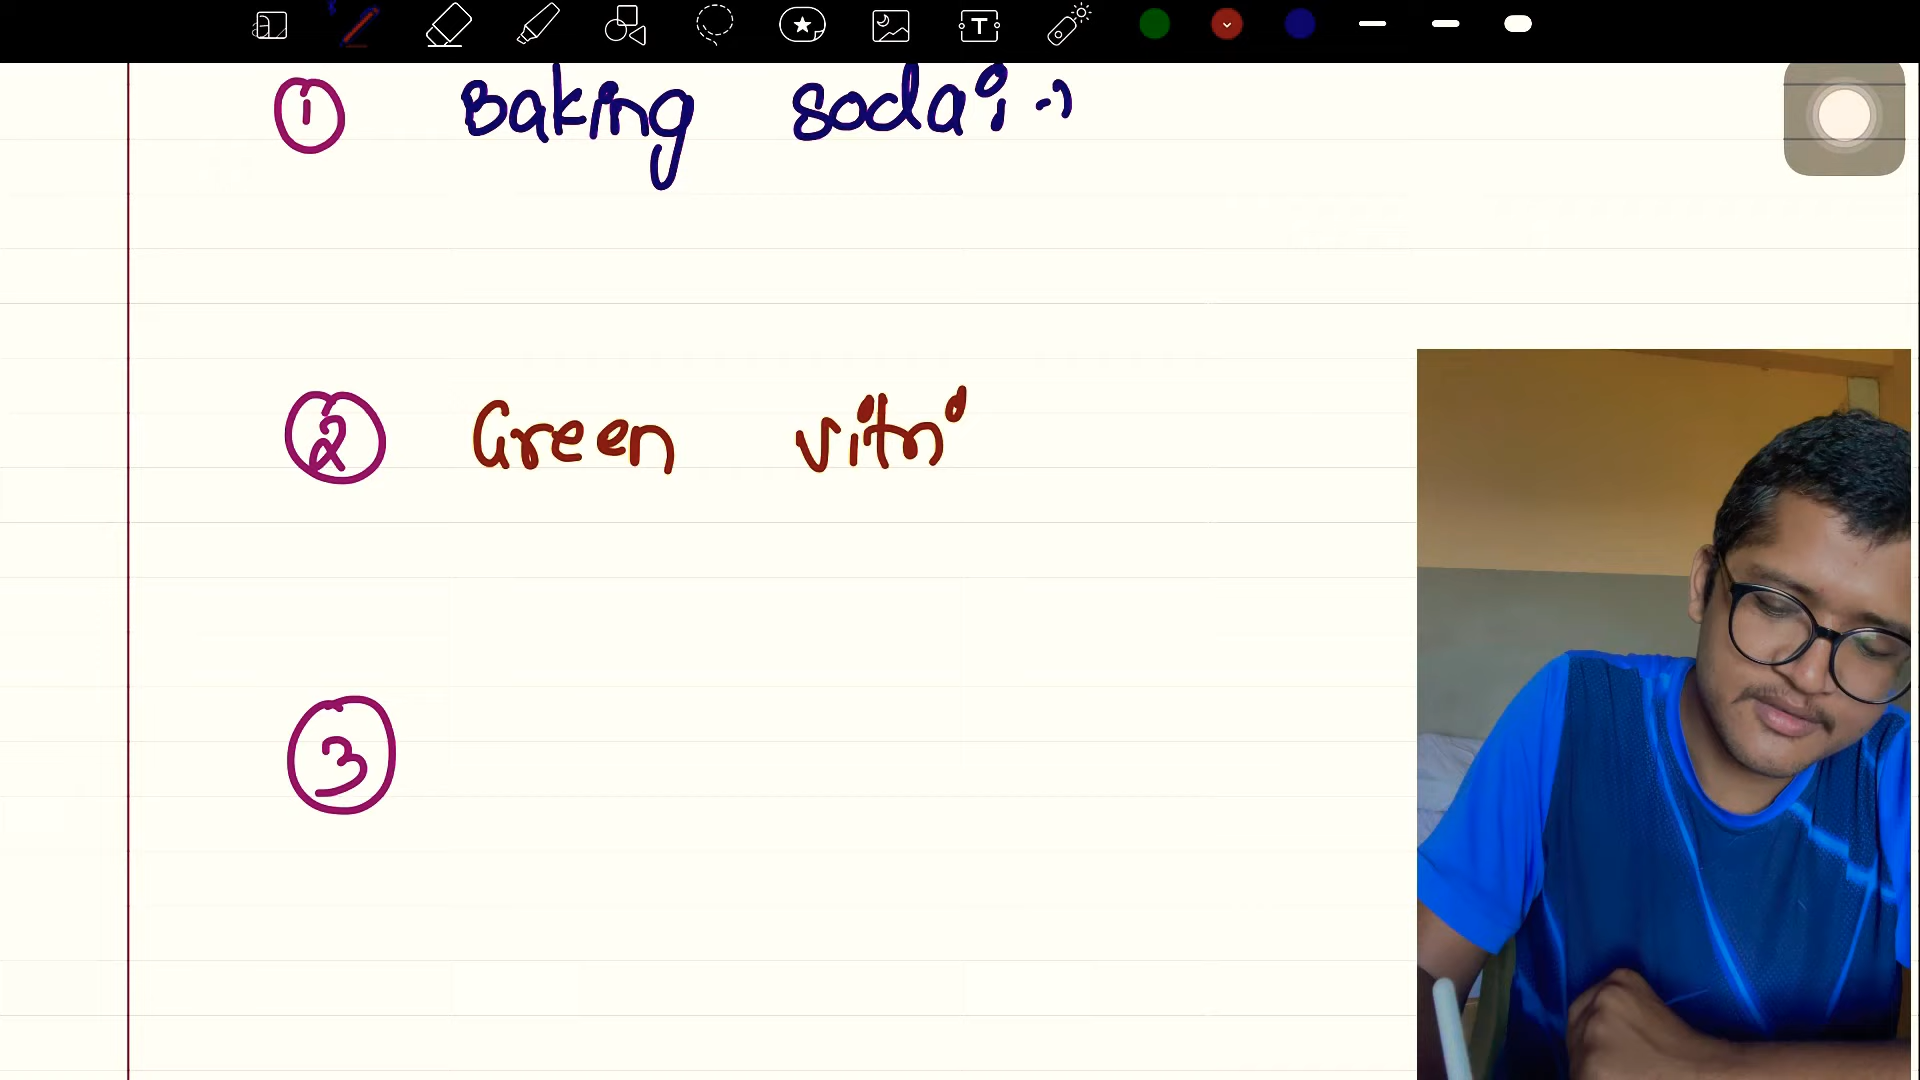 ① Baking soda :-)
② Green vitri
③